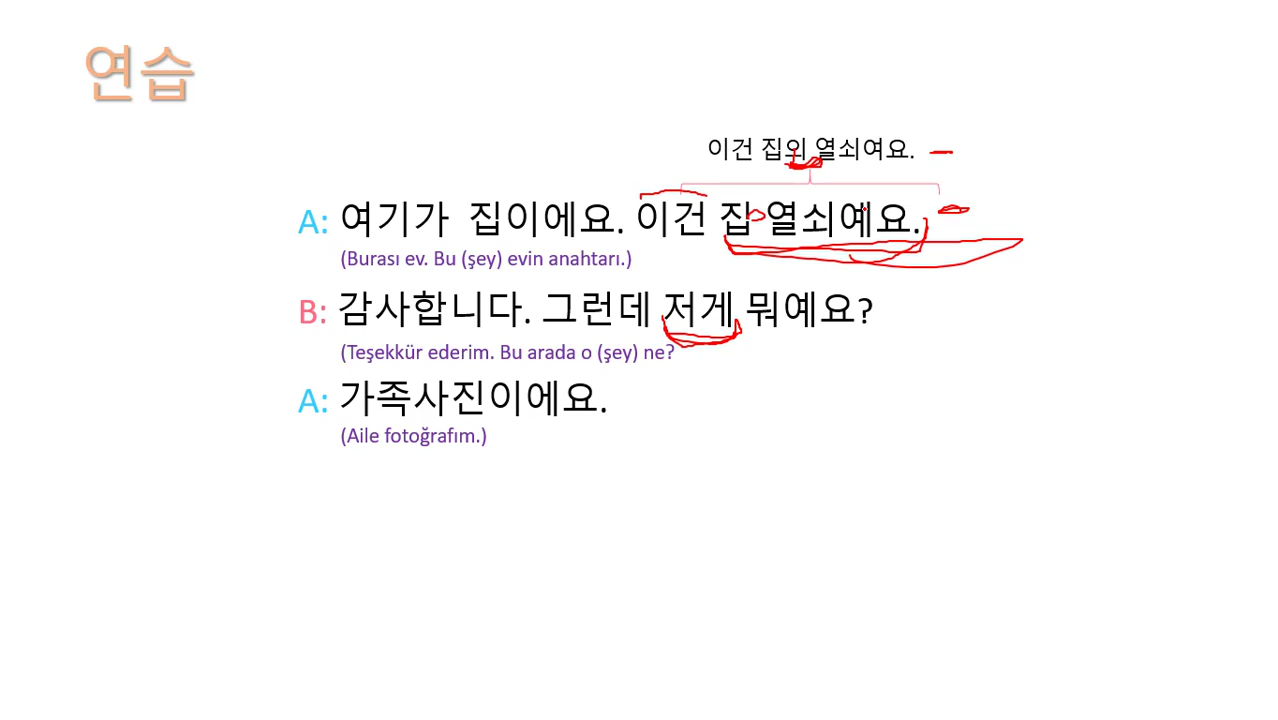 연습
이건 집의 열쇠여요.
A: 여기가 집이에요. 이건 집 열쇠예요.
(Burası ev. Bu (şey) evin anahtarı.)
B: 감사합니다. 그런데 저게 뭐예요?
(Teşekkür ederim. Bu arada o (şey) ne?
A: 가족사진이에요.
(Aile fotoğrafım.)